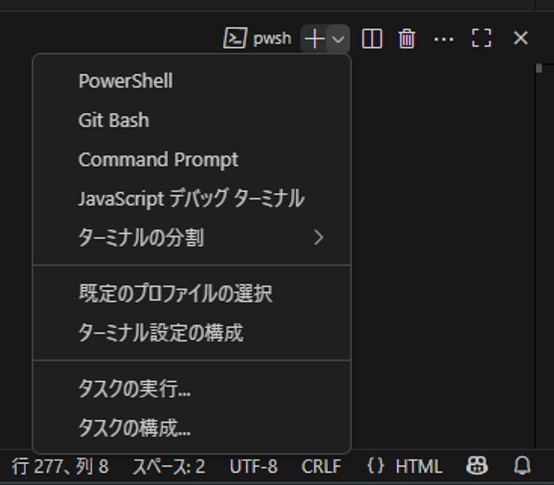 pwsh
PowerShell
Git Bash
Command Prompt
JavaScript デバッグ ターミナル
ターミナルの分割
既定のプロファイルの選択
ターミナル設定の構成
タスクの実行...
タスクの構成...
行 277、列 8 スペース: 2 UTF-8 CRLF {} HTML